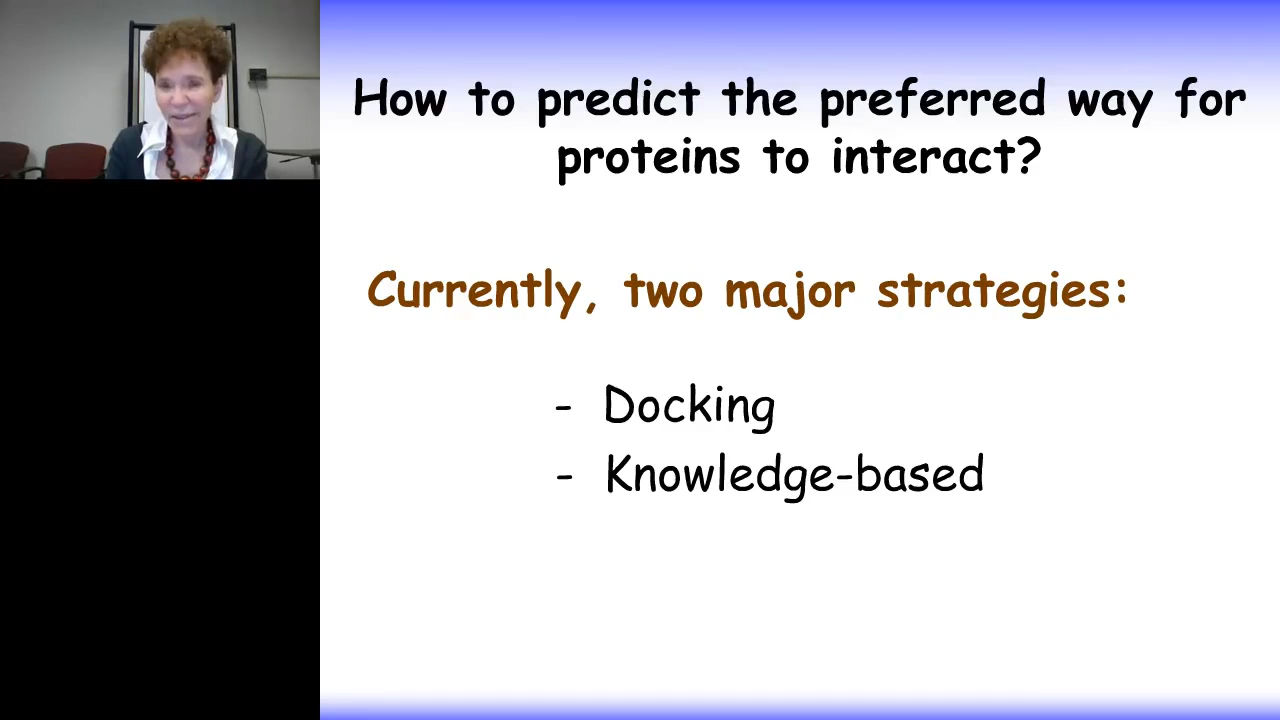 How to predict the preferred way for
proteins to interact?
Currently, two major strategies:
- Docking
- Knowledge-based